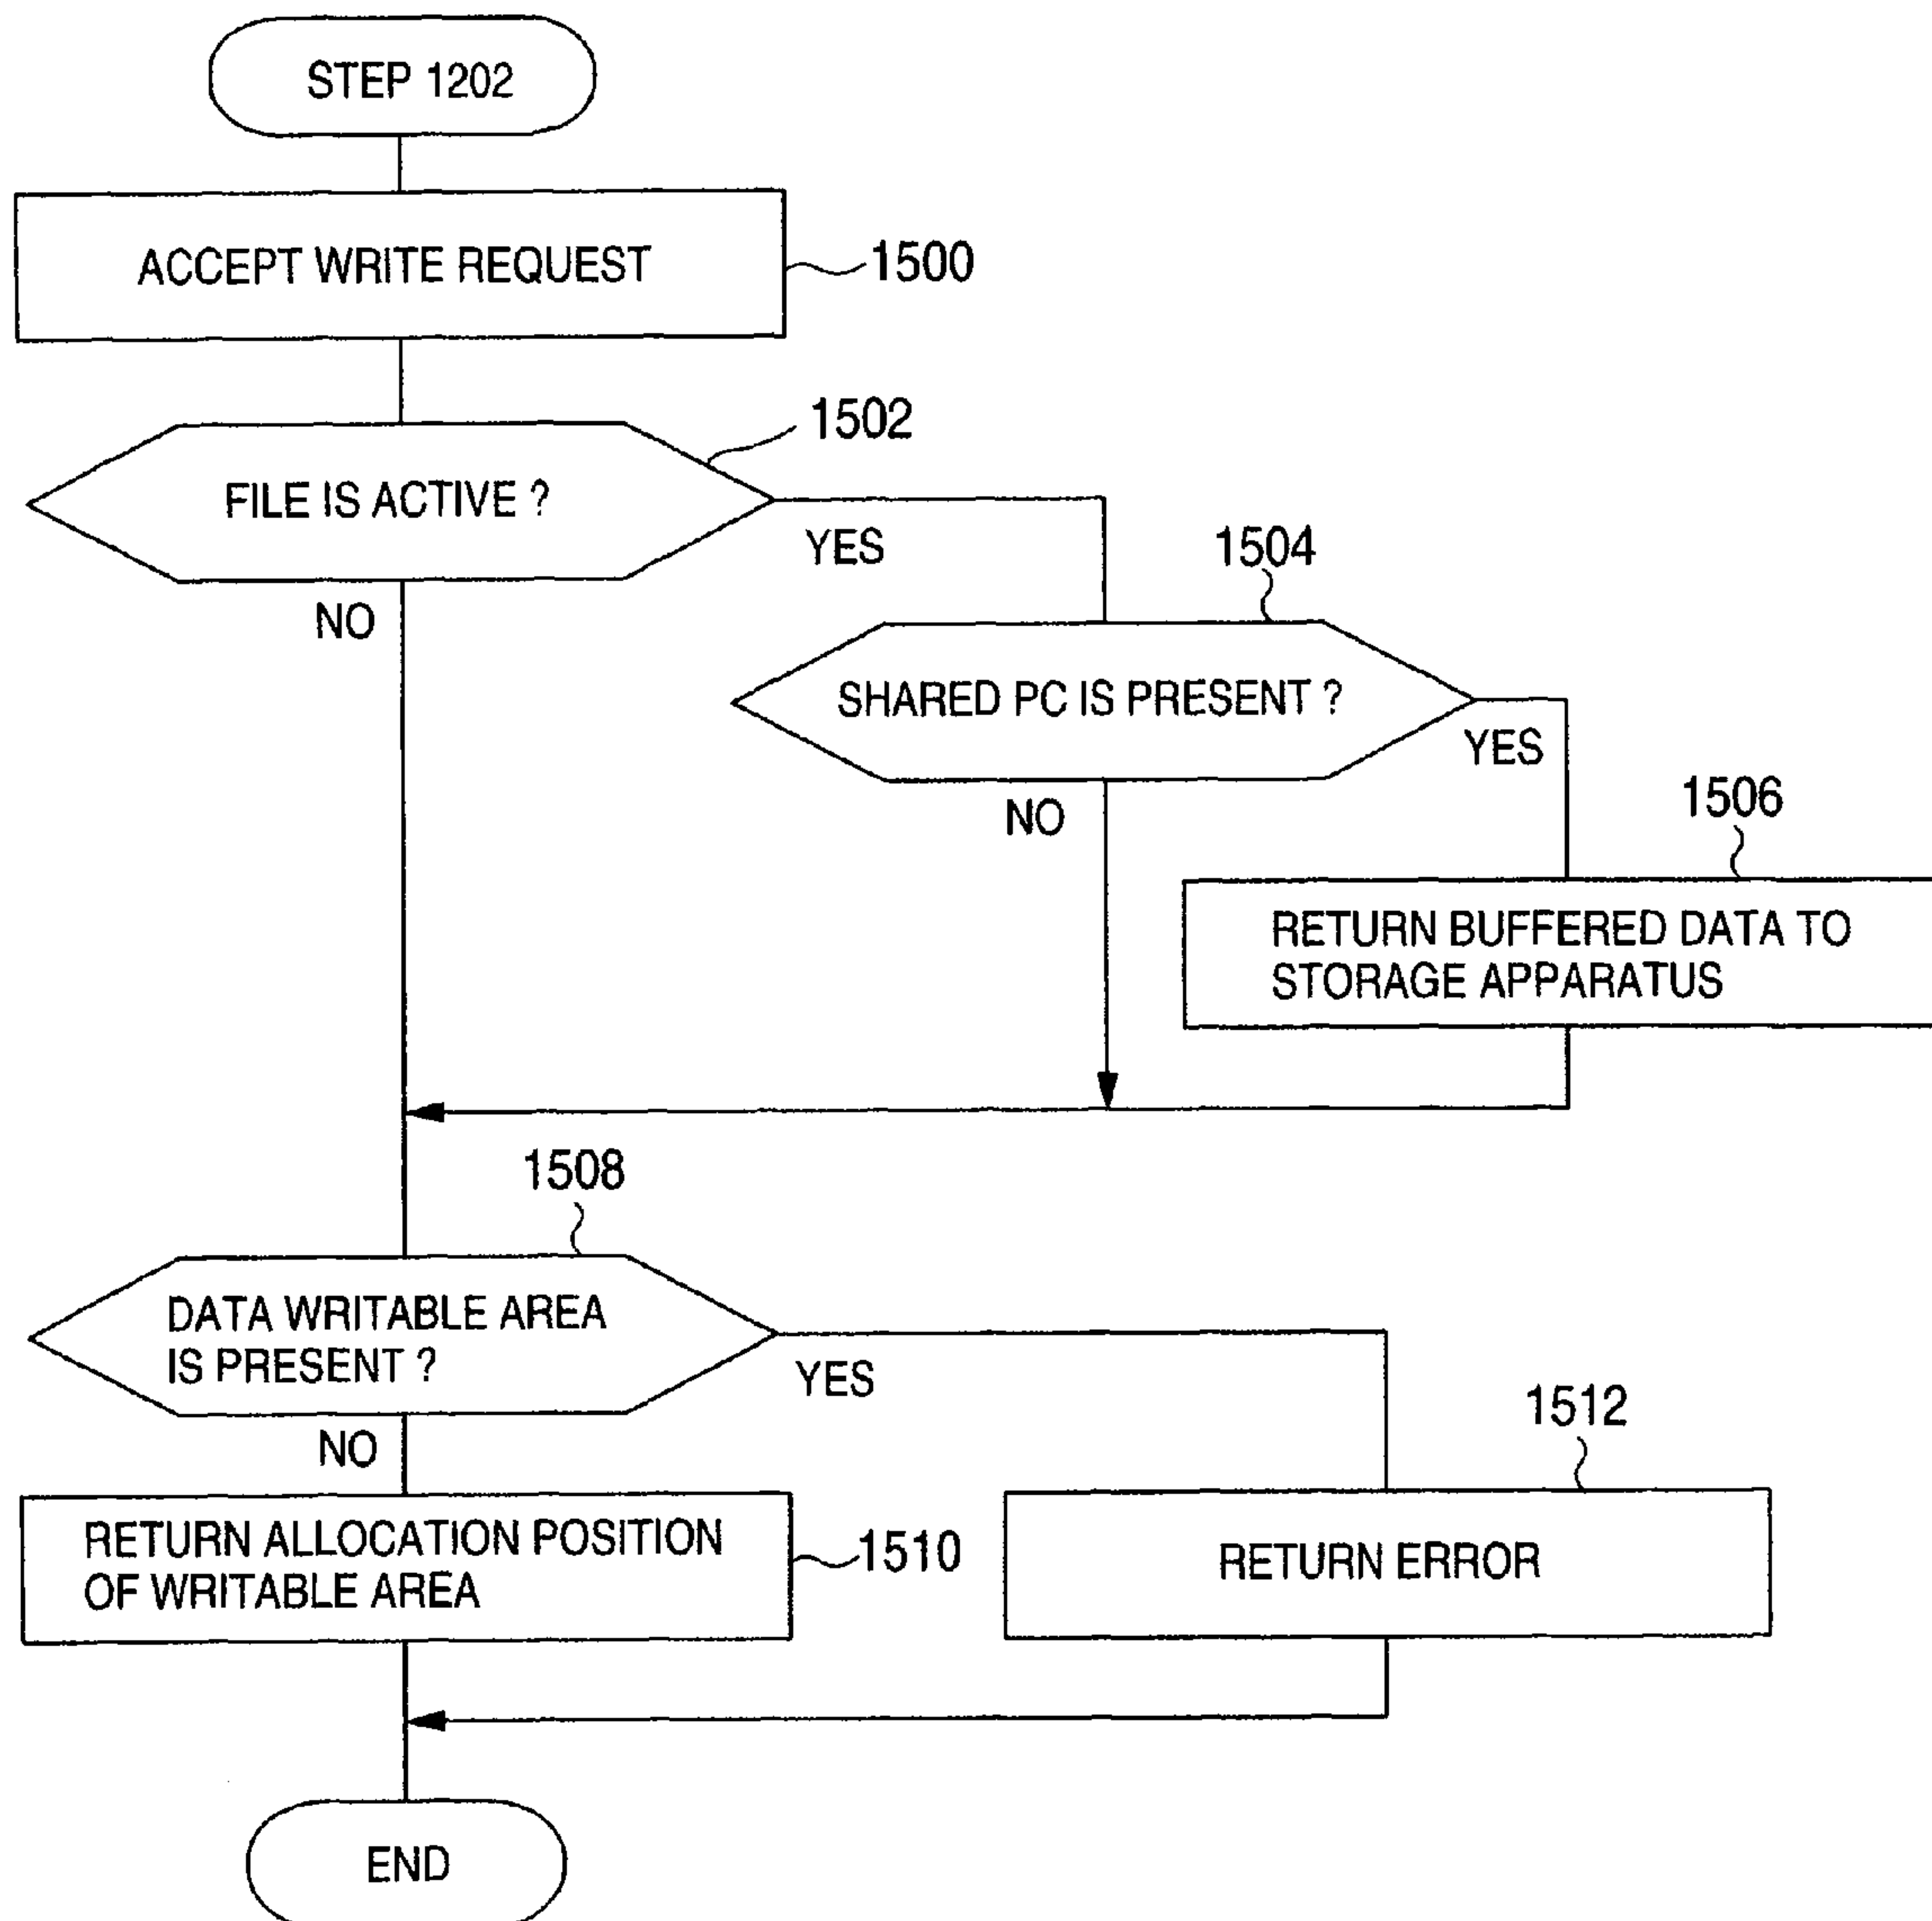 STEP 1202
ACCEPT WRITE REQUEST
1500
1502
FILE IS ACTIVE ?
YES
NO
1504
SHARED PC IS PRESENT ?
YES
NO
1506
RETURN BUFFERED DATA TO
STORAGE APPARATUS
1508
DATA WRITABLE AREA
IS PRESENT ?
YES
NO
1512
RETURN ALLOCATION POSITION
OF WRITABLE AREA
1510
RETURN ERROR
END